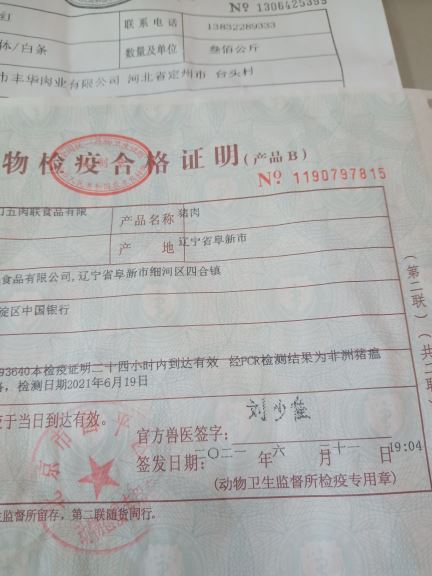 № 1306425395
联系电话 13832289333
体/白条 数量及单位 叁佰公斤
市丰华肉业有限公司 河北省定州市 台头村
物检疫合格证明(产品B)
№ 1190797815
五肉联食品有限 产品名称 猪肉
产地 辽宁省阜新市
食品有限公司,辽宁省阜新市细河区四合镇
淀区中国银行
93640本检疫证明二十四小时内到达有效 经PCR检测结果为非洲猪瘟
,检测日期2021年6月19日
于当日到达有效。
官方兽医签字:
签发日期:二〇二一年六月二十一日 19:04
(动物卫生监督所检疫专用章)
监督所留存,第二联随货同行。
(第二联)
共二联